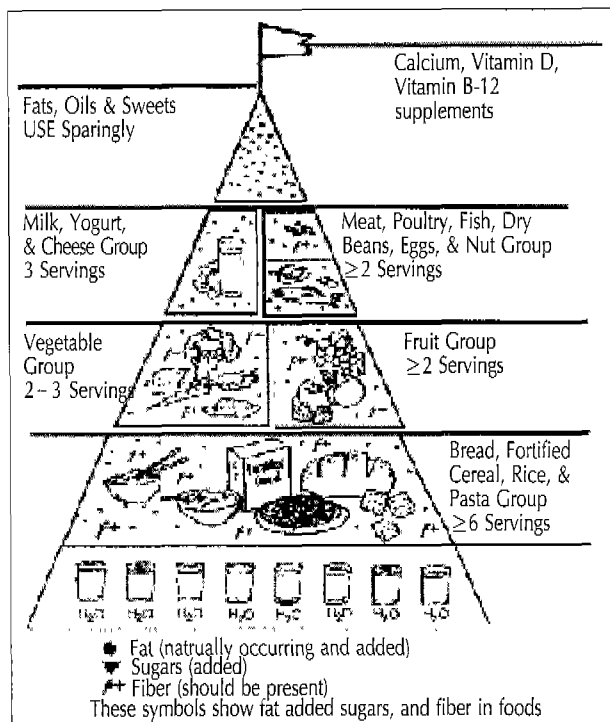 Calcium, Vitamin D,
Vitamin B-12
supplements
Fats, Oils & Sweets
USE Sparingly
Milk, Yogurt,
& Cheese Group
3 Servings
Meat, Poultry, Fish, Dry
Beans, Eggs, & Nut Group
≥2 Servings
Vegetable
Group
2–3 Servings
Fruit Group
≥2 Servings
Bread, Fortified
Cereal, Rice, &
Pasta Group
≥6 Servings
H₂O H₂O H₂O H₂O H₂O H₂O H₂O H₂O
Fat (natrually occurring and added)
Sugars (added)
f+ Fiber (should be present)
These symbols show fat added sugars, and fiber in foods